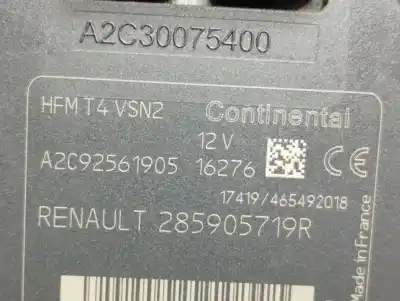 A2C30075400
HFM T4 VSN2 Continental
12 V
A2C92561905 16276 CE
17419/465492018
RENAULT 285905719R
Made in France